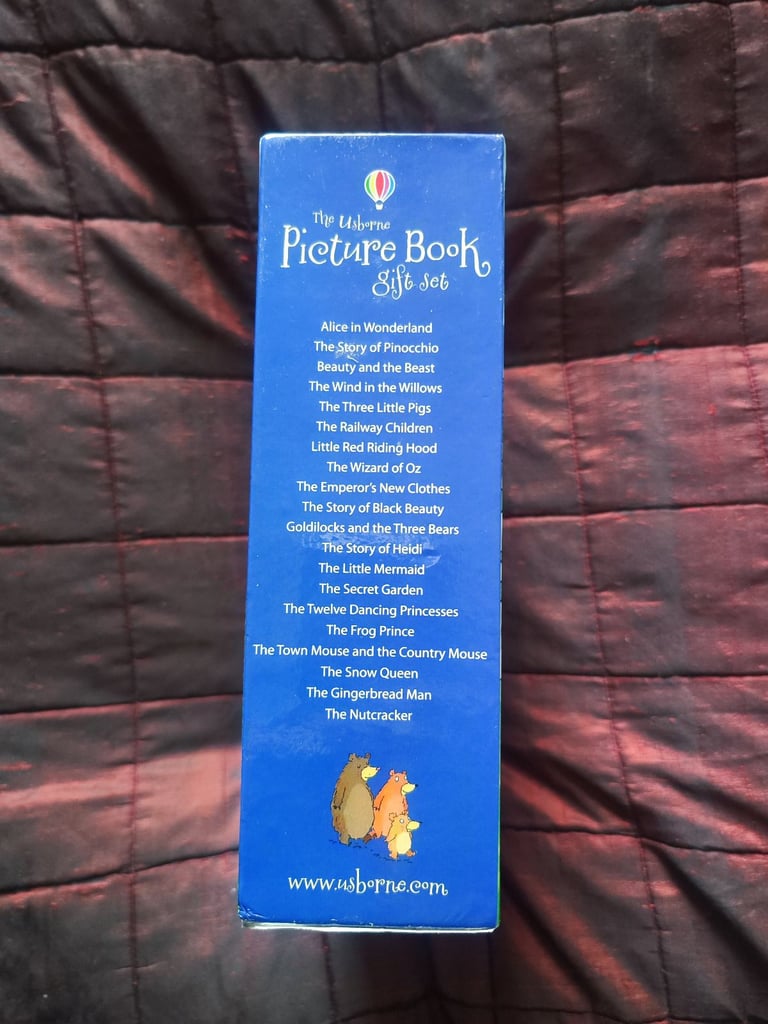 The Usborne
Picture Book
gift set
Alice in Wonderland
The Story of Pinocchio
Beauty and the Beast
The Wind in the Willows
The Three Little Pigs
The Railway Children
Little Red Riding Hood
The Wizard of Oz
The Emperor's New Clothes
The Story of Black Beauty
Goldilocks and the Three Bears
The Story of Heidi
The Little Mermaid
The Secret Garden
The Twelve Dancing Princesses
The Frog Prince
The Town Mouse and the Country Mouse
The Snow Queen
The Gingerbread Man
The Nutcracker
www.usborne.com